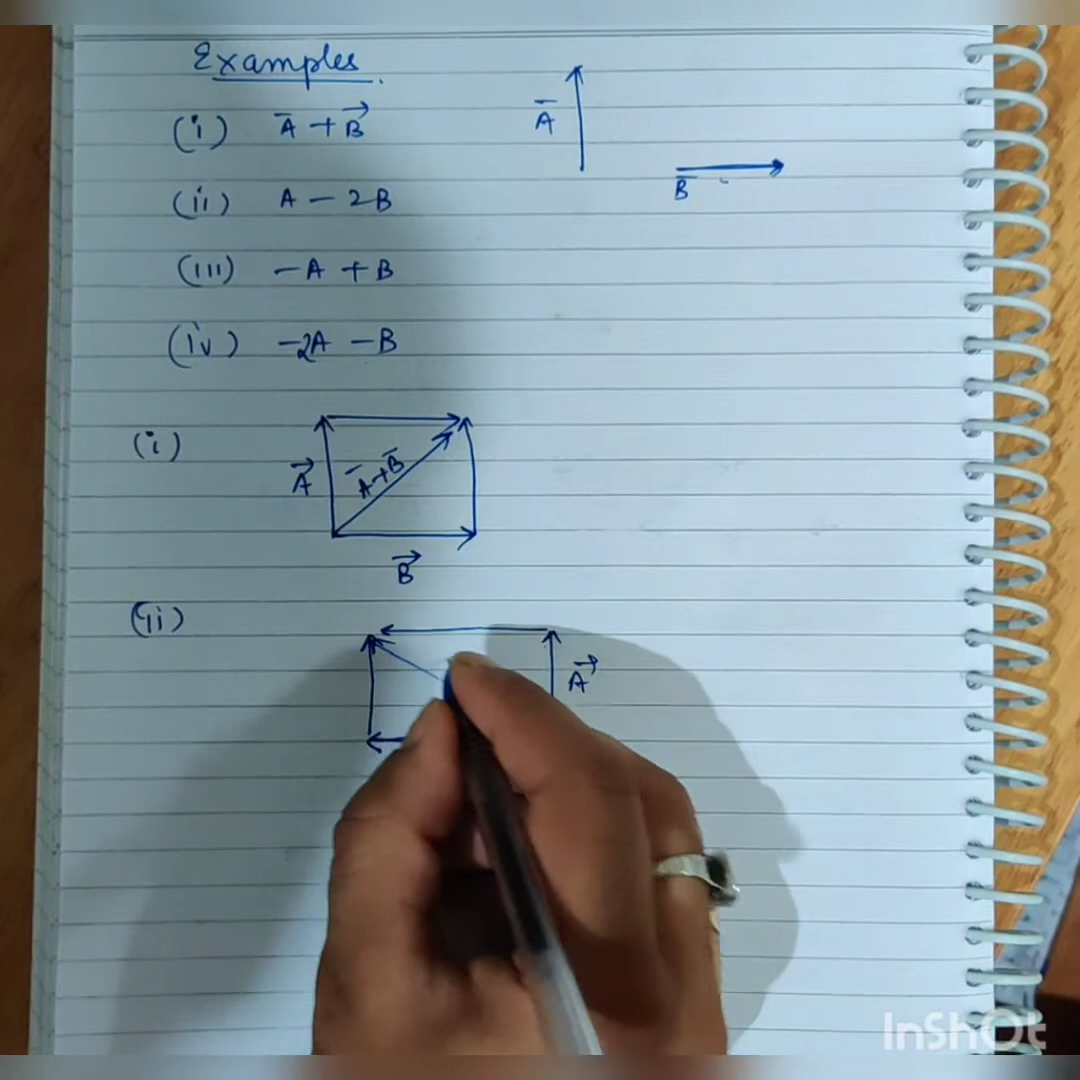 Examples
(i) A + B
(ii) A - 2B
(iii) -A + B
(iv) -2A - B
A
B
(i)
A
A+B
B
(ii)
A
InShOt